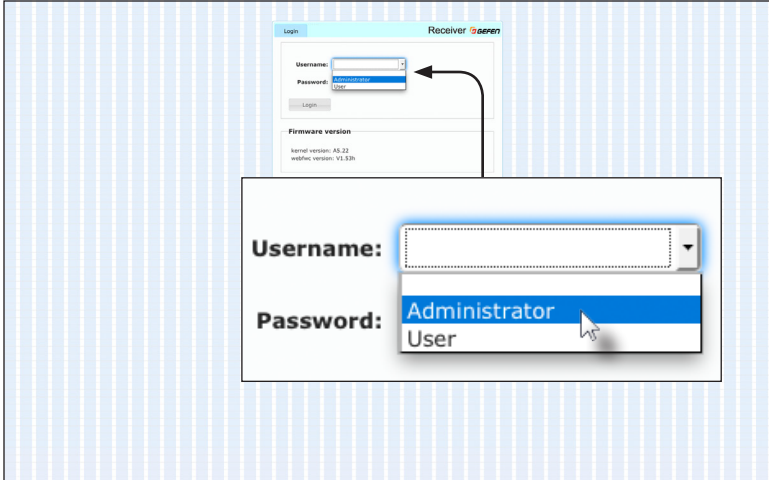 Login
Receiver GEFEN
Username:
Password:
Administrator
User
Login
Firmware version
kernel version: A5.22
webfwc version: V1.53h
Username:
Administrator
Password:
User